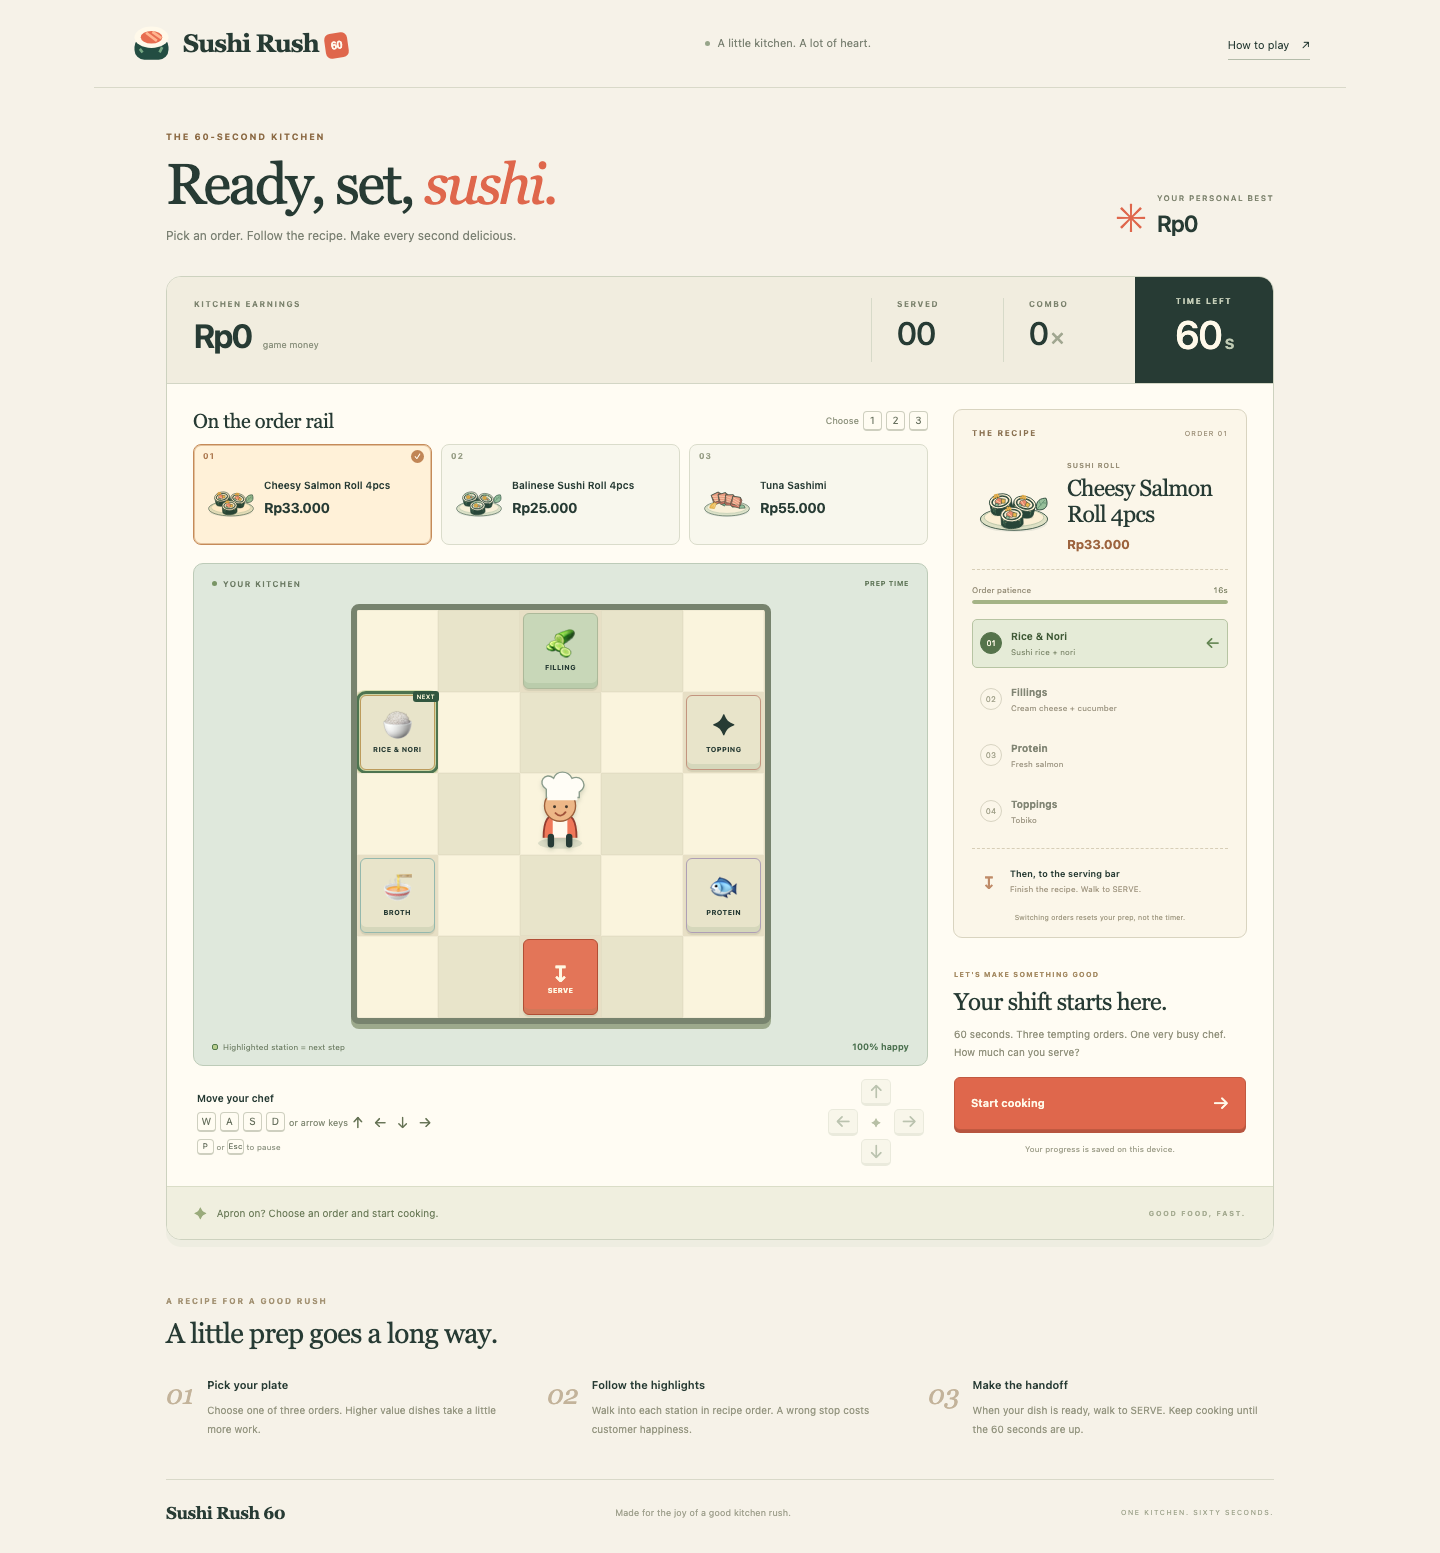 Sushi Rush 60
A little kitchen. A lot of heart.
How to play ↗
THE 60-SECOND KITCHEN
Ready, set, sushi.
Pick an order. Follow the recipe. Make every second delicious.
YOUR PERSONAL BEST
Rp0
KITCHEN EARNINGS
Rp0 game money
SERVED
00
COMBO
0×
TIME LEFT
60s
On the order rail
Choose 1 2 3
01
Cheesy Salmon Roll 4pcs
Rp33.000
02
Balinese Sushi Roll 4pcs
Rp25.000
03
Tuna Sashimi
Rp55.000
YOUR KITCHEN
PREP TIME
FILLING
NEXT
RICE & NORI
TOPPING
BROTH
PROTEIN
SERVE
Highlighted station = next step
100% happy
Move your chef
W A S D or arrow keys ↑ ← ↓ →
P or Esc to pause
↑
← →
↓
THE RECIPE
ORDER 01
SUSHI ROLL
Cheesy Salmon
Roll 4pcs
Rp33.000
Order patience
16s
01
Rice & Nori
Sushi rice + nori
←
02
Fillings
Cream cheese + cucumber
03
Protein
Fresh salmon
04
Toppings
Tobiko
Then, to the serving bar
Finish the recipe. Walk to SERVE.
Switching orders resets your prep, not the timer.
LET'S MAKE SOMETHING GOOD
Your shift starts here.
60 seconds. Three tempting orders. One very busy chef.
How much can you serve?
Start cooking →
Your progress is saved on this device.
Apron on? Choose an order and start cooking.
GOOD FOOD, FAST.
A RECIPE FOR A GOOD RUSH
A little prep goes a long way.
01
Pick your plate
Choose one of three orders. Higher value dishes take a little
more work.
02
Follow the highlights
Walk into each station in recipe order. A wrong stop costs
customer happiness.
03
Make the handoff
When your dish is ready, walk to SERVE. Keep cooking until
the 60 seconds are up.
Sushi Rush 60
Made for the joy of a good kitchen rush.
ONE KITCHEN. SIXTY SECONDS.